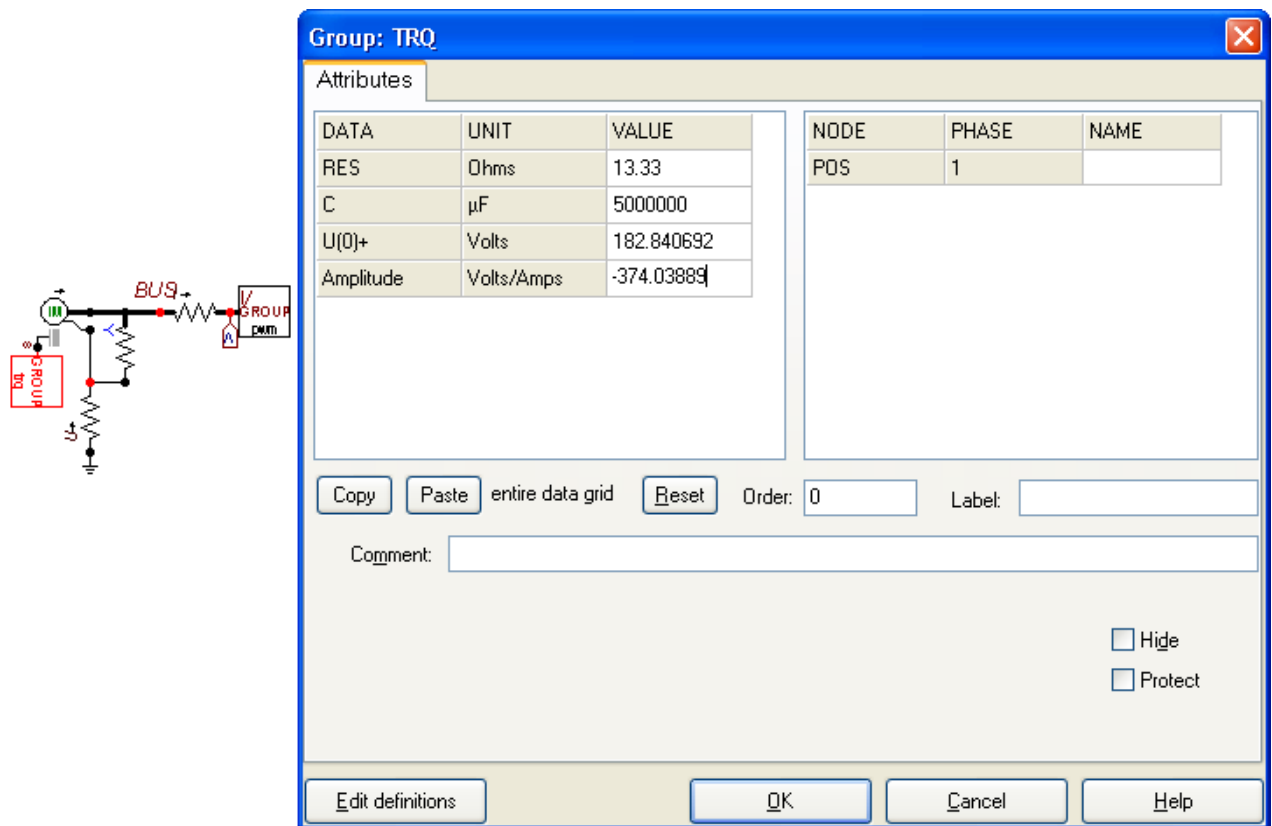 Group: TRQ
Attributes
DATA UNIT VALUE
RES Ohms 13.33
C µF 5000000
U(0)+ Volts 182.840692
Amplitude Volts/Amps -374.03889
NODE PHASE NAME
POS 1
BUS
V
GROUP
pwm
IM
Y
A
ω
GROUP
trq
U
Copy Paste entire data grid Reset Order: 0 Label:
Comment:
Hide
Protect
Edit definitions OK Cancel Help